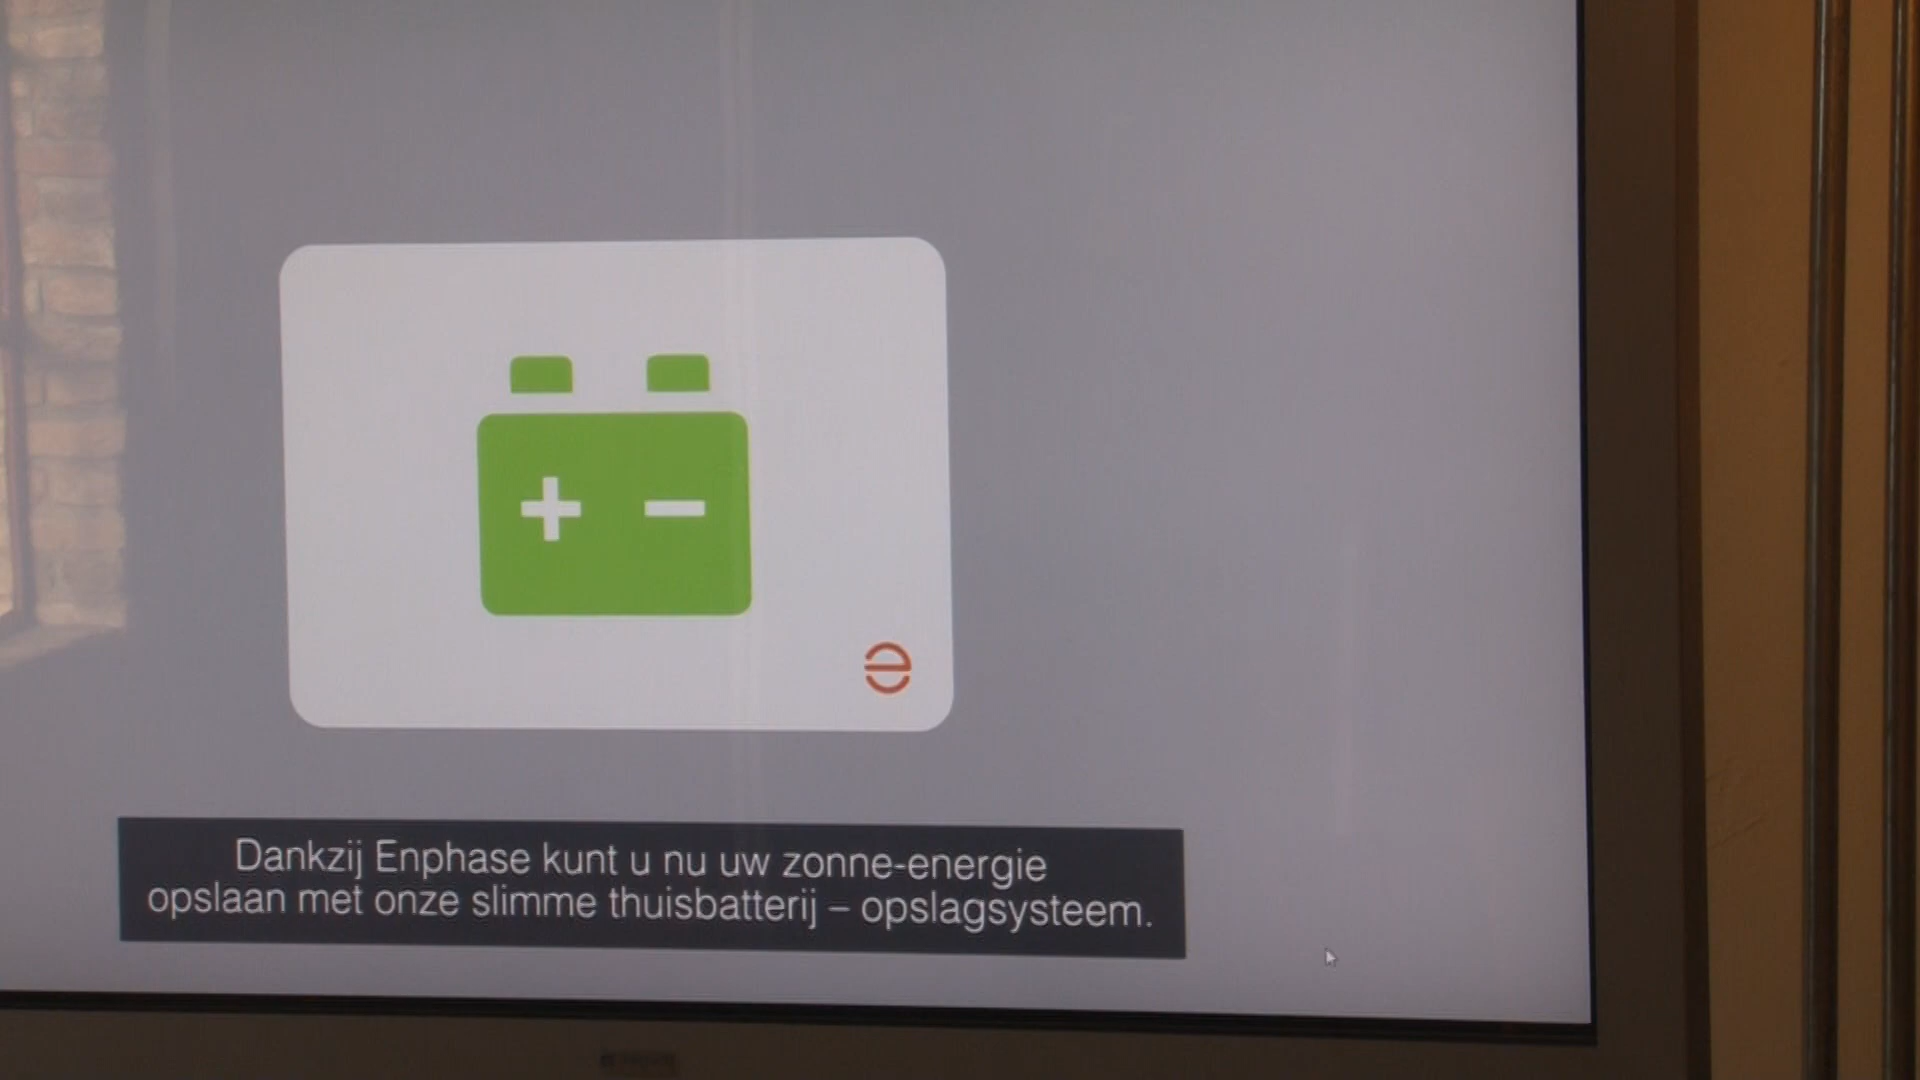 Dankzij Enphase kunt u nu uw zonne-energie
opslaan met onze slimme thuisbatterij – opslagsysteem.